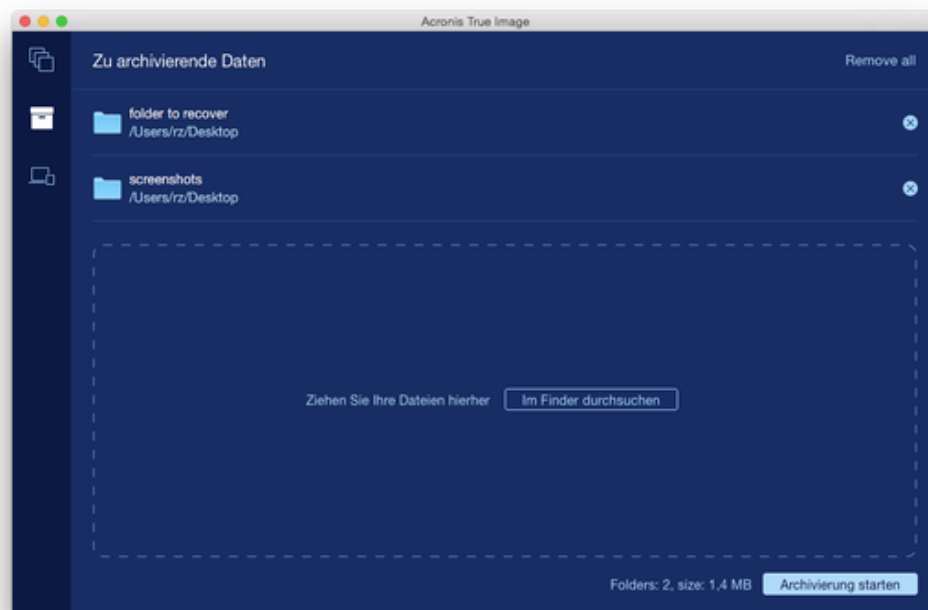 Acronis True Image
Zu archivierende Daten
Remove all
folder to recover
/Users/rz/Desktop
screenshots
/Users/rz/Desktop
Ziehen Sie Ihre Dateien hierher
Im Finder durchsuchen
Folders: 2, size: 1,4 MB
Archivierung starten